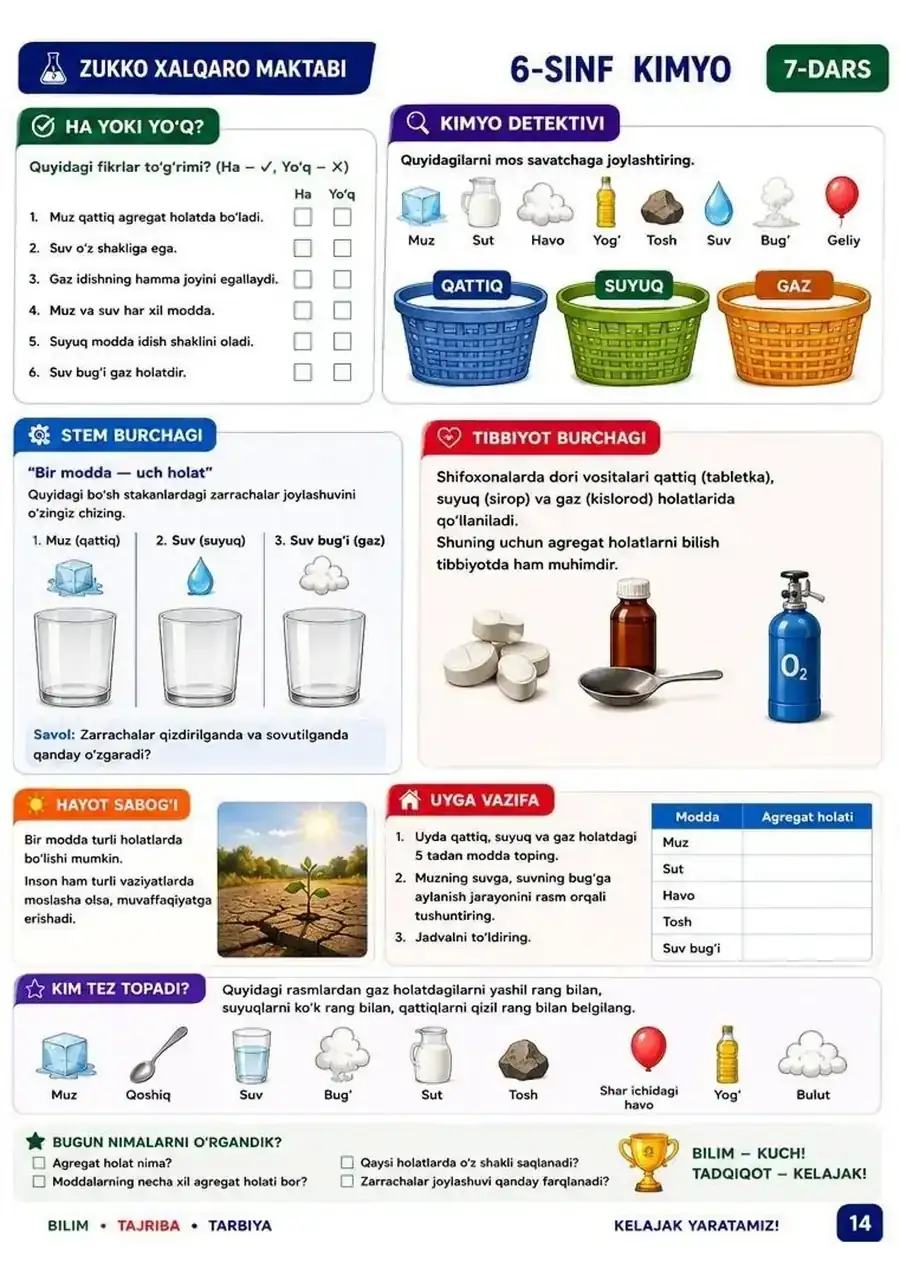 ZUKKO XALQARO MAKTABI
6-SINF KIMYO
7-DARS
HA YOKI YO‘Q?
Quyidagi fikrlar to‘g‘rimi? (Ha – ✓, Yo‘q – ✕)
Ha Yo‘q
1. Muz qattiq agregat holatda bo‘ladi.
2. Suv o‘z shakliga ega.
3. Gaz idishning hamma joyini egallaydi.
4. Muz va suv har xil modda.
5. Suyuq modda idish shaklini oladi.
6. Suv bug‘i gaz holatdir.
KIMYO DETEKTIVI
Quyidagilarni mos savatchaga joylashtiring.
Muz Sut Havo Yog‘ Tosh Suv Bug‘ Geliy
QATTIQ SUYUQ GAZ
STEM BURCHAGI
“Bir modda — uch holat”
Quyidagi bo‘sh stakanlardagi zarrachalar joylashuvini
o‘zingiz chizing.
1. Muz (qattiq) 2. Suv (suyuq) 3. Suv bug‘i (gaz)
Savol: Zarrachalar qizdirilganda va sovutilganda
qanday o‘zgaradi?
TIBBIYOT BURCHAGI
Shifoxonalarda dori vositalari qattiq (tabletka),
suyuq (sirop) va gaz (kislorod) holatlarida
qo‘llaniladi.
Shuning uchun agregat holatlarni bilish
tibbiyotda ham muhimdir.
O₂
HAYOT SABOG‘I
Bir modda turli holatlarda
bo‘lishi mumkin.
Inson ham turli vaziyatlarda
moslasha olsa, muvaffaqiyatga
erishadi.
UYGA VAZIFA
1. Uyda qattiq, suyuq va gaz holatdagi
5 tadan modda toping.
2. Muzning suvga, suvning bug‘ga
aylanish jarayonini rasm orqali
tushuntiring.
3. Jadvalni to‘ldiring.
Modda Agregat holati
Muz
Sut
Havo
Tosh
Suv bug‘i
KIM TEZ TOPADI?
Quyidagi rasmlardan gaz holatdagilarni yashil rang bilan,
suyuqlarni ko‘k rang bilan, qattiqlarni qizil rang bilan belgilang.
Muz Qoshiq Suv Bug‘ Sut Tosh Shar ichidagi
havo Yog‘ Bulut
BUGUN NIMALARNI O‘RGANDIK?
Agregat holat nima?
Moddalarning necha xil agregat holati bor?
Qaysi holatlarda o‘z shakli saqlanadi?
Zarrachalar joylashuvi qanday farqlanadi?
BILIM – KUCH!
TADQIQOT – KELAJAK!
BILIM • TAJRIBA • TARBIYA
KELAJAK YARATAMIZ!
14